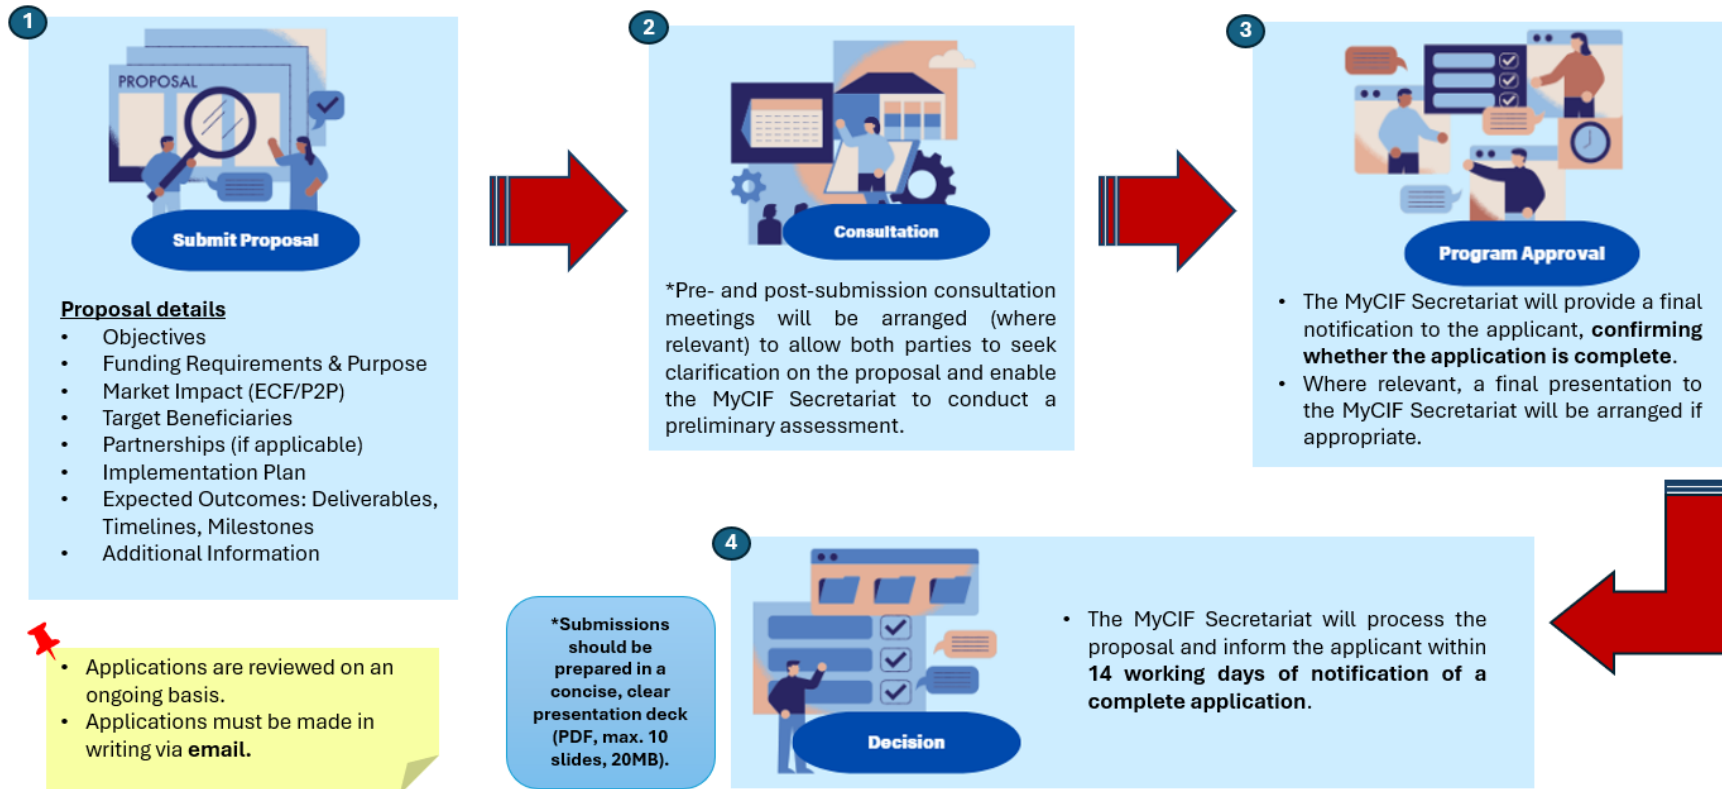 1
PROPOSAL
Submit Proposal
Proposal details
• Objectives
• Funding Requirements & Purpose
• Market Impact (ECF/P2P)
• Target Beneficiaries
• Partnerships (if applicable)
• Implementation Plan
• Expected Outcomes: Deliverables,
Timelines, Milestones
• Additional Information
• Applications are reviewed on an
ongoing basis.
• Applications must be made in
writing via email.
2
Consultation
*Pre- and post-submission consultation
meetings will be arranged (where
relevant) to allow both parties to seek
clarification on the proposal and enable
the MyCIF Secretariat to conduct a
preliminary assessment.
3
Program Approval
• The MyCIF Secretariat will provide a final
notification to the applicant, confirming
whether the application is complete.
• Where relevant, a final presentation to
the MyCIF Secretariat will be arranged if
appropriate.
*Submissions
should be
prepared in a
concise, clear
presentation deck
(PDF, max. 10
slides, 20MB).
4
Decision
• The MyCIF Secretariat will process the
proposal and inform the applicant within
14 working days of notification of a
complete application.